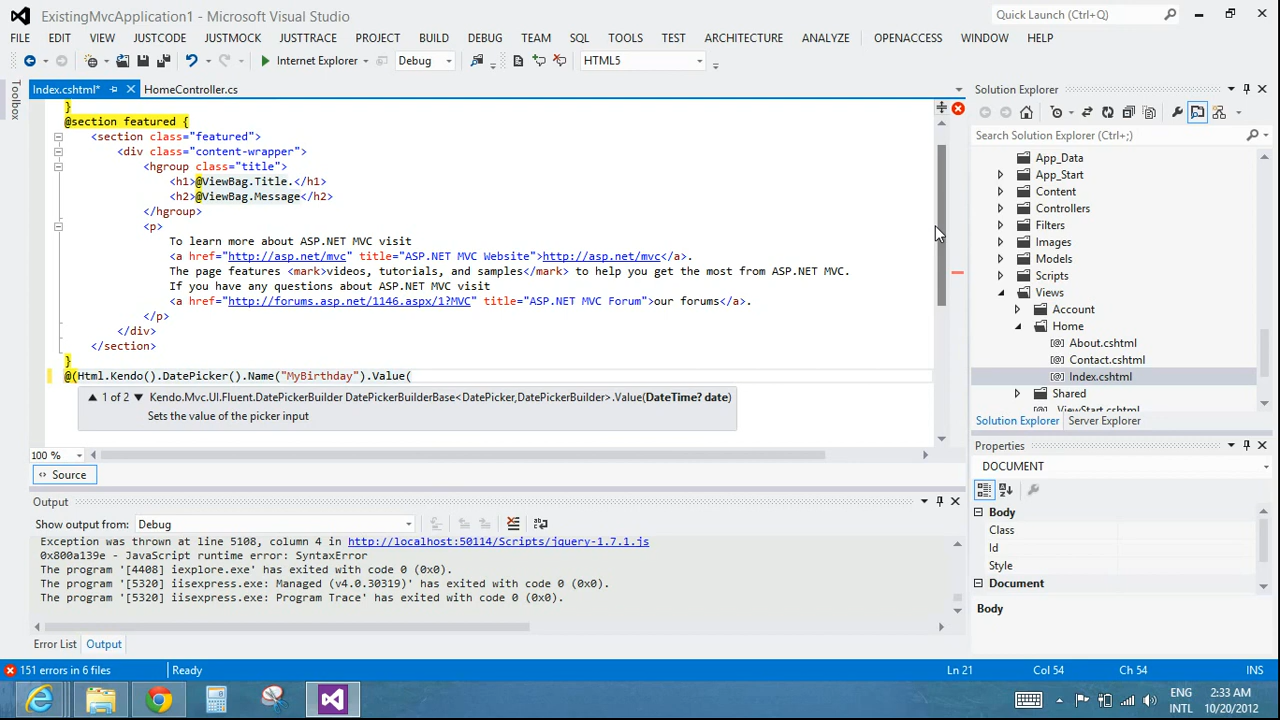 ExistingMvcApplication1 - Microsoft Visual Studio
Quick Launch (Ctrl+Q)
FILE EDIT VIEW JUSTCODE JUSTMOCK JUSTTRACE PROJECT BUILD DEBUG TEAM SQL TOOLS TEST ARCHITECTURE ANALYZE OPENACCESS WINDOW HELP
Internet Explorer Debug HTML5
Toolbox
Index.cshtml* HomeController.cs
}
@section featured {
<section class="featured">
<div class="content-wrapper">
<hgroup class="title">
<h1>@ViewBag.Title.</h1>
<h2>@ViewBag.Message</h2>
</hgroup>
<p>
To learn more about ASP.NET MVC visit
<a href="http://asp.net/mvc" title="ASP.NET MVC Website">http://asp.net/mvc</a>.
The page features <mark>videos, tutorials, and samples</mark> to help you get the most from ASP.NET MVC.
If you have any questions about ASP.NET MVC visit
<a href="http://forums.asp.net/1146.aspx/1?MVC" title="ASP.NET MVC Forum">our forums</a>.
</p>
</div>
</section>
}
@(Html.Kendo().DatePicker().Name("MyBirthday").Value(
1 of 2 Kendo.Mvc.UI.Fluent.DatePickerBuilder DatePickerBuilderBase<DatePicker,DatePickerBuilder>.Value(DateTime? date)
Sets the value of the picker input
100 %
Source
Output
Show output from: Debug
Exception was thrown at line 5108, column 4 in http://localhost:50114/Scripts/jquery-1.7.1.js
0x800a139e - JavaScript runtime error: SyntaxError
The program '[4408] iexplore.exe' has exited with code 0 (0x0).
The program '[5320] iisexpress.exe: Managed (v4.0.30319)' has exited with code 0 (0x0).
The program '[5320] iisexpress.exe: Program Trace' has exited with code 0 (0x0).
Error List Output
Solution Explorer
Search Solution Explorer (Ctrl+;)
App_Data
App_Start
Content
Controllers
Filters
Images
Models
Scripts
Views
Account
Home
About.cshtml
Contact.cshtml
Index.cshtml
Shared
_ViewStart.cshtml
Solution Explorer Server Explorer
Properties
DOCUMENT
Body
Class
Id
Style
Document
Body
151 errors in 6 files Ready Ln 21 Col 54 Ch 54 INS
ENG
INTL
2:33 AM
10/20/2012